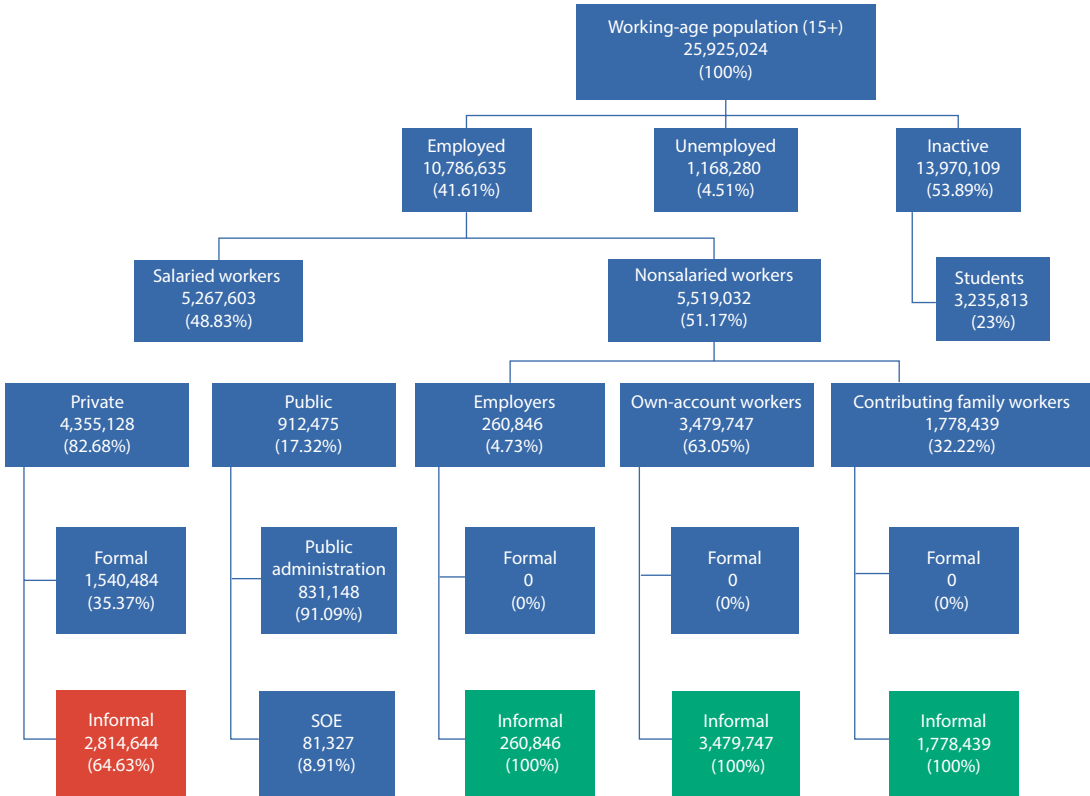 Working-age population (15+)
25,925,024
(100%)
Employed
10,786,635
(41.61%)
Unemployed
1,168,280
(4.51%)
Inactive
13,970,109
(53.89%)
Salaried workers
5,267,603
(48.83%)
Nonsalaried workers
5,519,032
(51.17%)
Students
3,235,813
(23%)
Private
4,355,128
(82.68%)
Public
912,475
(17.32%)
Employers
260,846
(4.73%)
Own-account workers
3,479,747
(63.05%)
Contributing family workers
1,778,439
(32.22%)
Formal
1,540,484
(35.37%)
Public
administration
831,148
(91.09%)
Formal
0
(0%)
Formal
0
(0%)
Formal
0
(0%)
Informal
2,814,644
(64.63%)
SOE
81,327
(8.91%)
Informal
260,846
(100%)
Informal
3,479,747
(100%)
Informal
1,778,439
(100%)